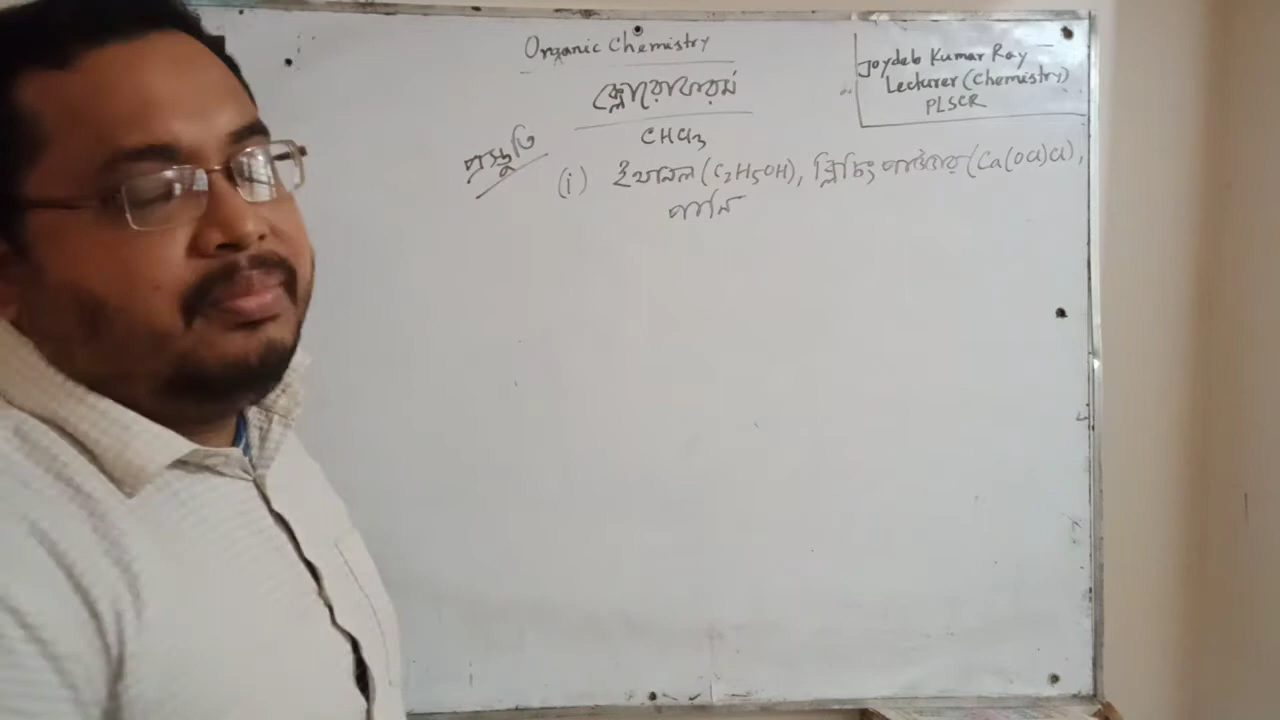 Organic Chemistry
ক্লোরোফরম
CHCl3
Joydeb Kumar Ray
Lecturer (Chemistry)
PLSCR
প্রস্তুতি
(i) ইথানল (C2H5OH), ব্লিচিং পাউডার (Ca(OCl)Cl),
পানি